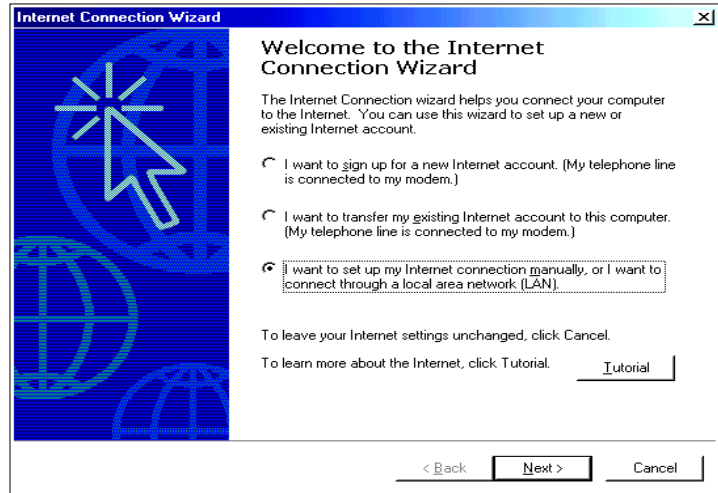 Internet Connection Wizard
Welcome to the Internet
Connection Wizard
The Internet Connection wizard helps you connect your computer
to the Internet. You can use this wizard to set up a new or
existing Internet account.
I want to sign up for a new Internet account. (My telephone line
is connected to my modem.)
I want to transfer my existing Internet account to this computer.
(My telephone line is connected to my modem.)
I want to set up my Internet connection manually, or I want to
connect through a local area network (LAN).
To leave your Internet settings unchanged, click Cancel.
To learn more about the Internet, click Tutorial.
Tutorial
< Back
Next >
Cancel